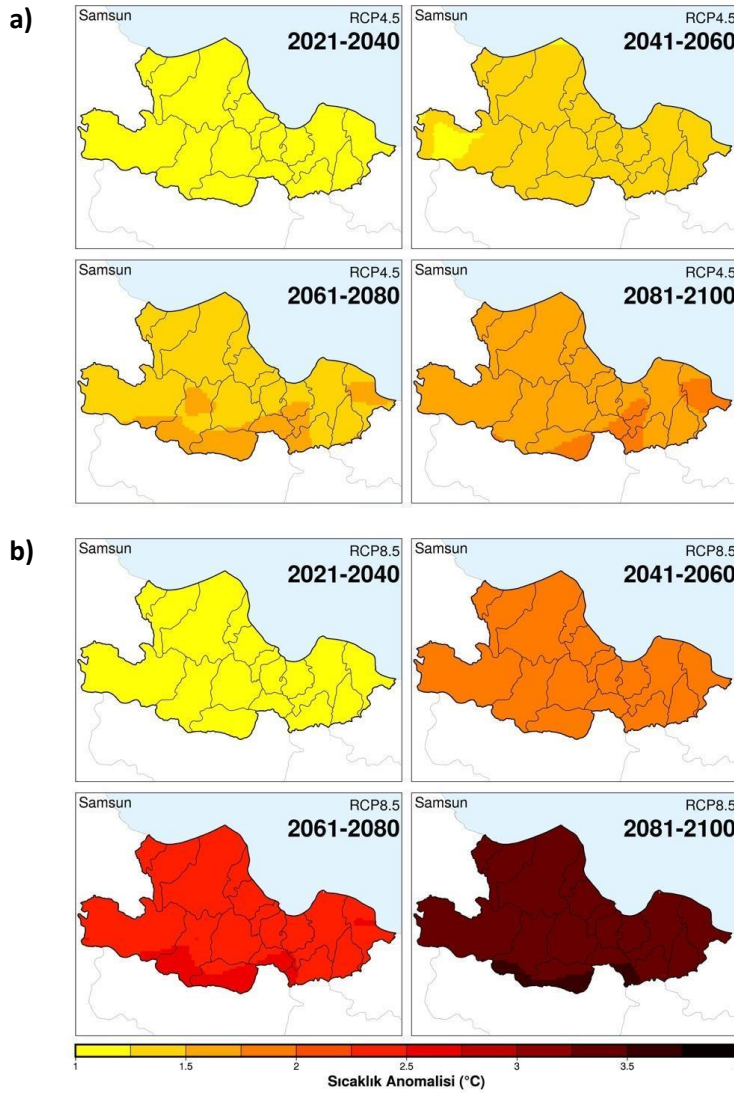 a)
Samsun
RCP4.5
2021-2040
RCP4.5
2041-2060
Samsun
RCP4.5
2061-2080
Samsun
RCP4.5
2081-2100
b)
Samsun
RCP8.5
2021-2040
Samsun
RCP8.5
2041-2060
Samsun
RCP8.5
2061-2080
Samsun
RCP8.5
2081-2100
1 1.5 2 2.5 3 3.5
Sıcaklık Anomalisi (°C)